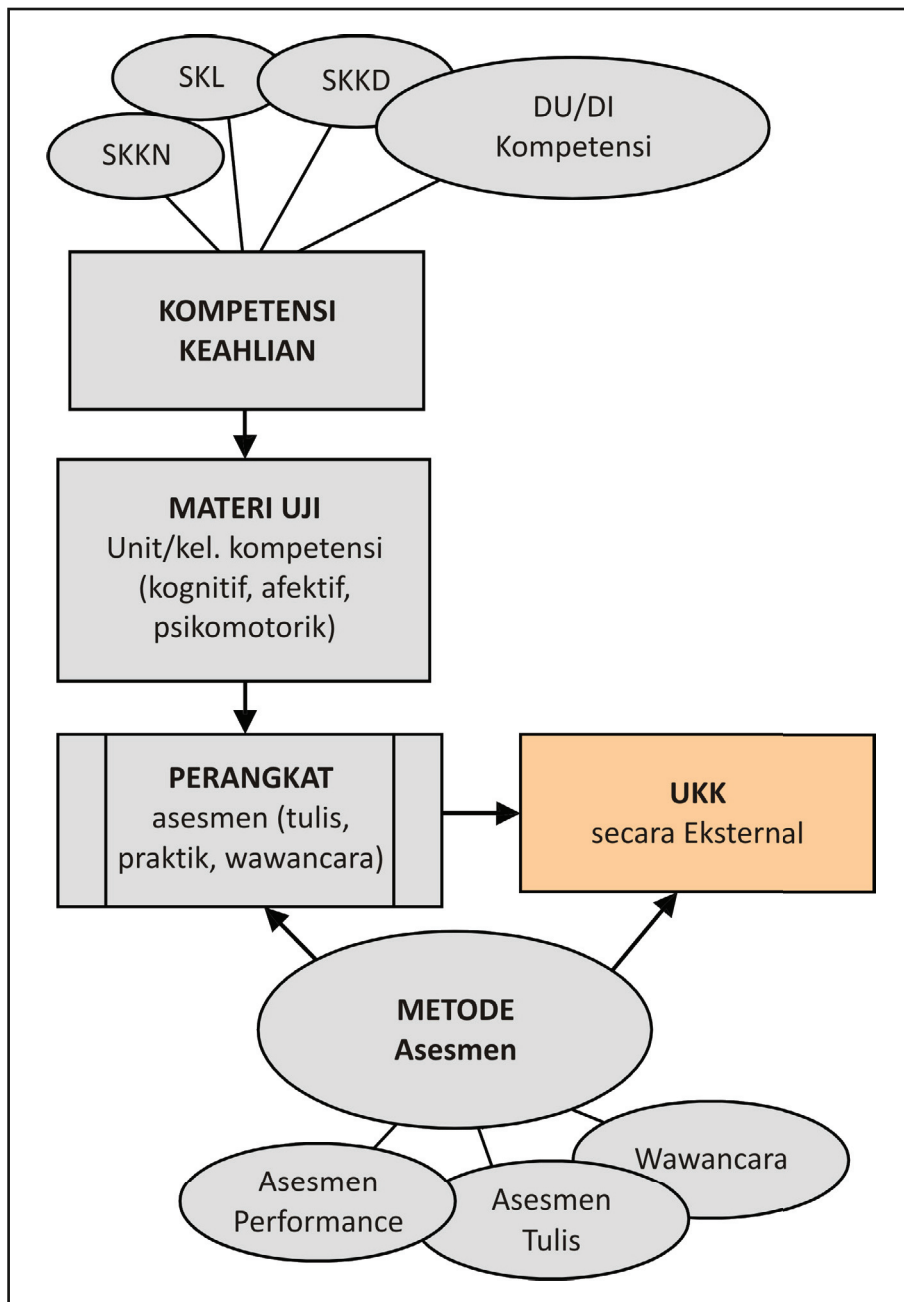 SKL
SKKD
DU/DI
Kompetensi
SKKN
KOMPETENSI
KEAHLIAN
MATERI UJI
Unit/kel. kompetensi
(kognitif, afektif,
psikomotorik)
PERANGKAT
asesmen (tulis,
praktik, wawancara)
UKK
secara Eksternal
METODE
Asesmen
Wawancara
Asesmen
Performance
Asesmen
Tulis